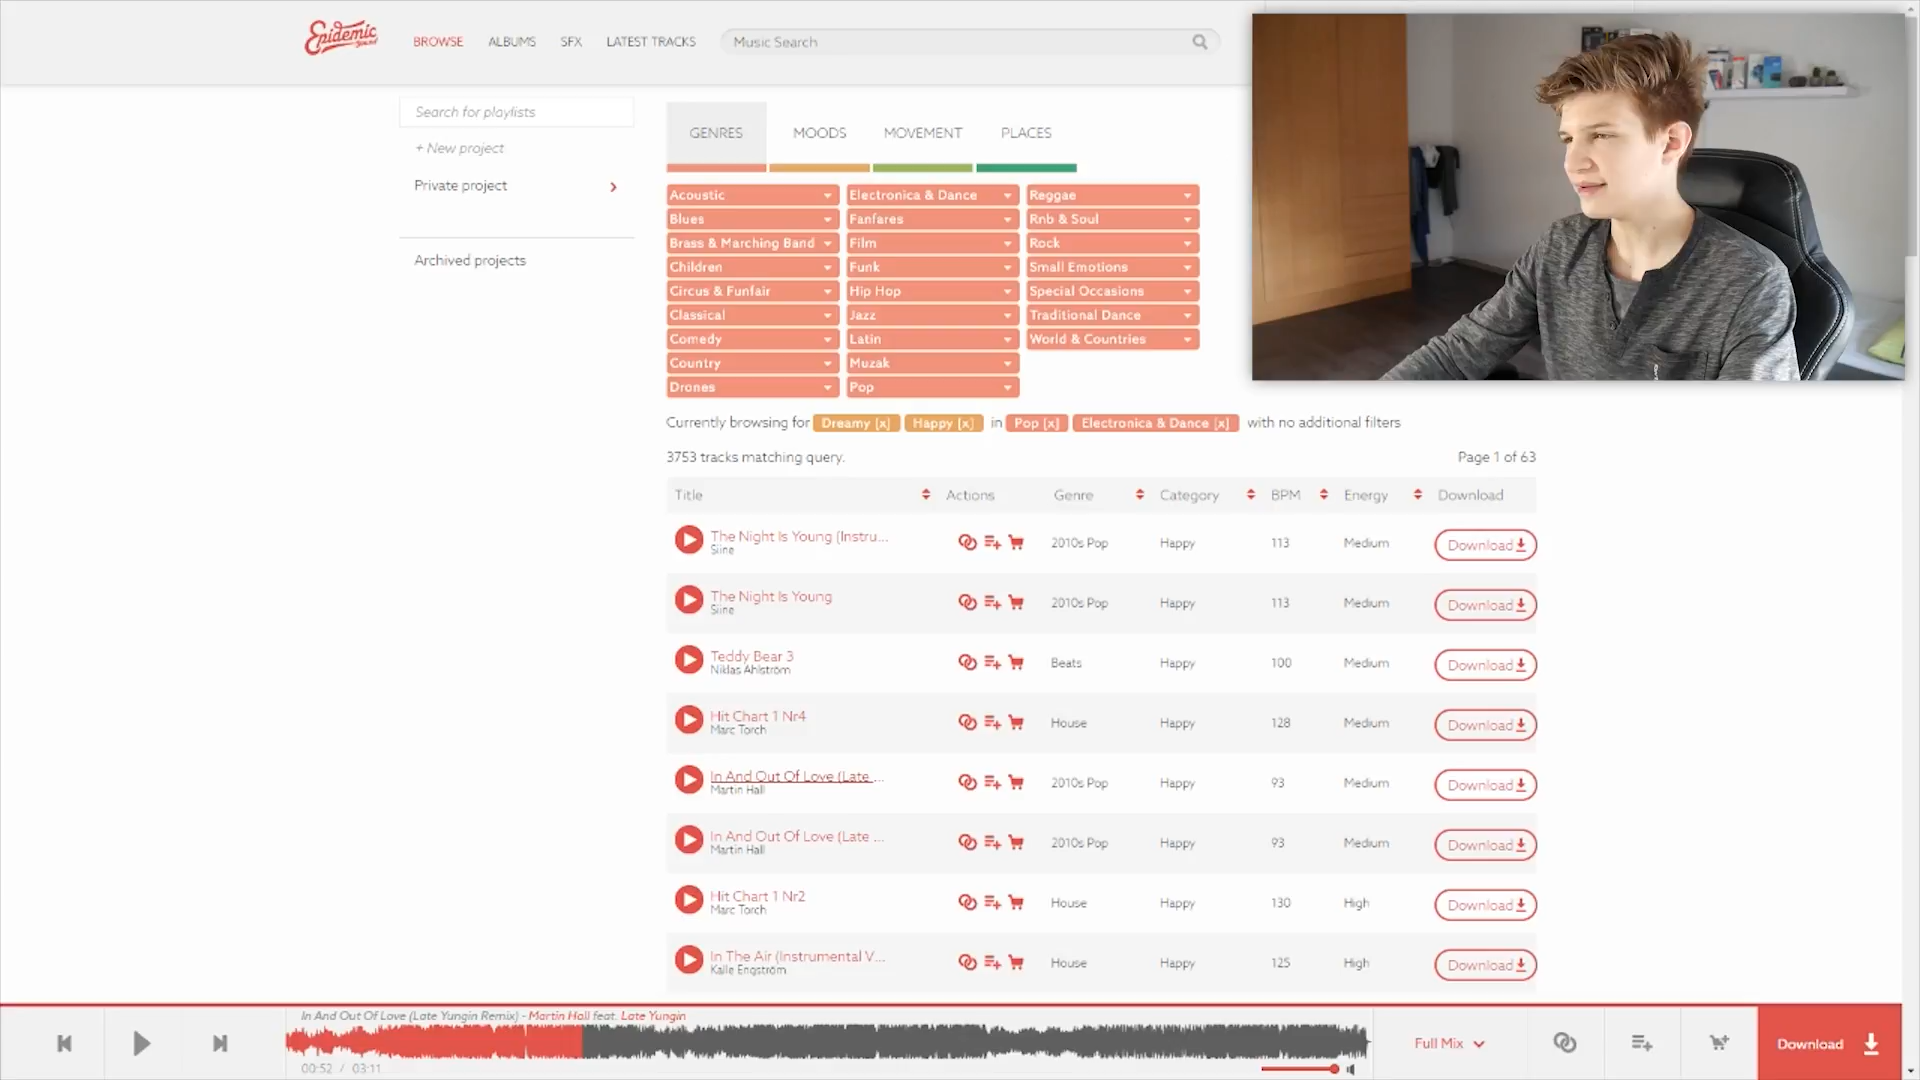 Epidemic Sound
BROWSE ALBUMS SFX LATEST TRACKS Music Search
Search for playlists
+ New project
Private project
Archived projects
GENRES MOODS MOVEMENT PLACES
Acoustic Electronica & Dance Reggae
Blues Fanfares Rnb & Soul
Brass & Marching Band Film Rock
Children Funk Small Emotions
Circus & Funfair Hip Hop Special Occasions
Classical Jazz Traditional Dance
Comedy Latin World & Countries
Country Muzak
Drones Pop
Currently browsing for Dreamy [x] Happy [x] in Pop [x] Electronica & Dance [x] with no additional filters
3753 tracks matching query. Page 1 of 63
Title Actions Genre Category BPM Energy Download
The Night Is Young (Instru... 2010s Pop Happy 113 Medium Download
Siine
The Night Is Young 2010s Pop Happy 113 Medium Download
Siine
Teddy Bear 3 Beats Happy 100 Medium Download
Niklas Ahlström
Hit Chart 1 Nr4 House Happy 128 Medium Download
Marc Torch
In And Out Of Love (Late ... 2010s Pop Happy 93 Medium Download
Martin Hall
In And Out Of Love (Late ... 2010s Pop Happy 93 Medium Download
Martin Hall
Hit Chart 1 Nr2 House Happy 130 High Download
Marc Torch
In The Air (Instrumental V... House Happy 125 High Download
Kalle Engström
In And Out Of Love (Late Yungin Remix) - Martin Hall feat. Late Yungin
Full Mix Download
00:52 / 03:11